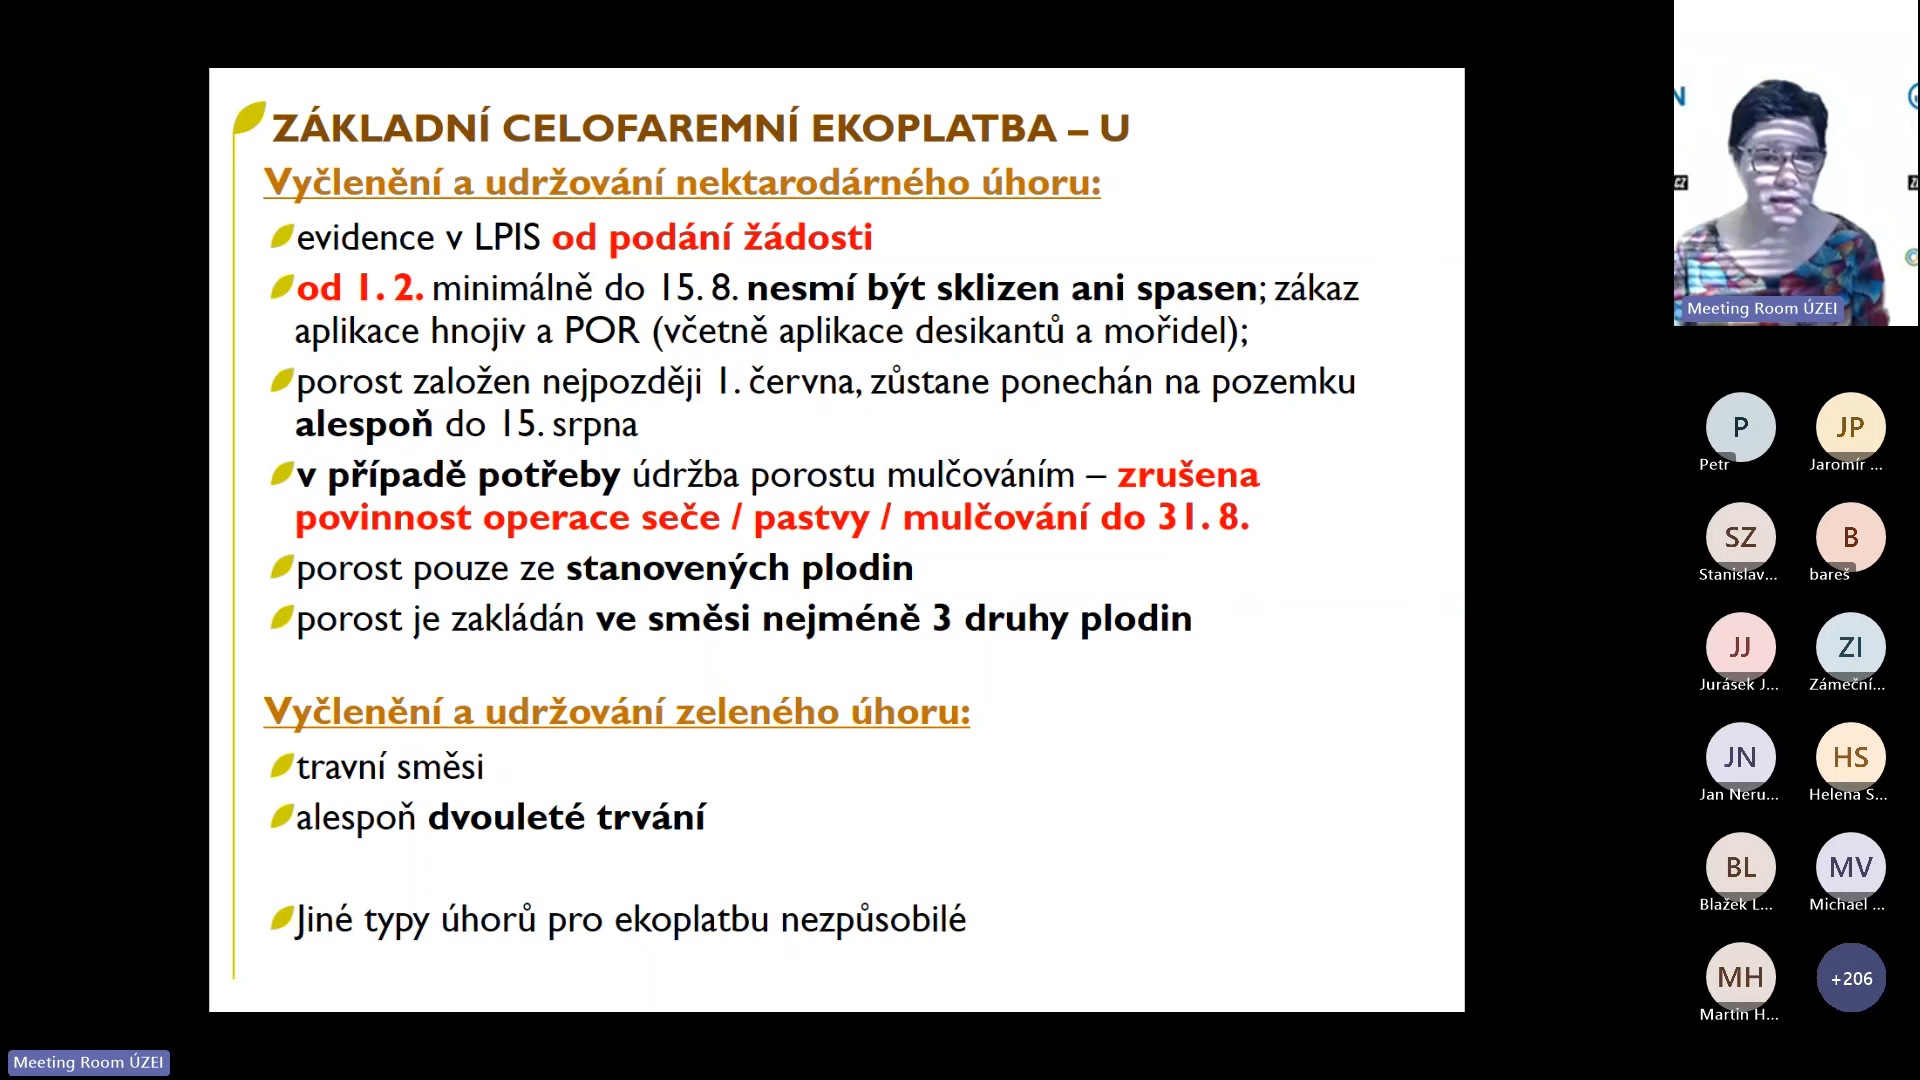 ZÁKLADNÍ CELOFAREMNÍ EKOPLATBA – U
Vyčlenění a udržování nektarodárného úhoru:
evidence v LPIS od podání žádosti
od 1. 2. minimálně do 15. 8. nesmí být sklizen ani spasen; zákaz
aplikace hnojiv a POR (včetně aplikace desikantů a mořidel);
porost založen nejpozději 1. června, zůstane ponechán na pozemku
alespoň do 15. srpna
v případě potřeby údržba porostu mulčováním – zrušena
povinnost operace seče / pastvy / mulčování do 31. 8.
porost pouze ze stanovených plodin
porost je zakládán ve směsi nejméně 3 druhy plodin
Vyčlenění a udržování zeleného úhoru:
travní směsi
alespoň dvouleté trvání
Jiné typy úhorů pro ekoplatbu nezpůsobilé
Meeting Room ÚZEI
P
Petr
JP
Jaromír ...
SZ
Stanislav...
B
bareš
JJ
Jurásek J...
ZI
Zámeční...
JN
Jan Neru...
HS
Helena S...
BL
Blažek L...
MV
Michael ...
MH
Martin H...
+206
Meeting Room ÚZEI